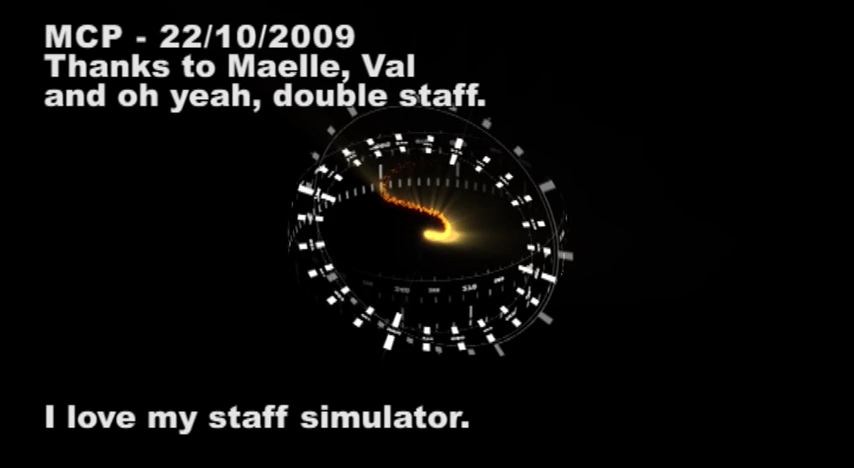 MCP - 22/10/2009
Thanks to Maelle, Val
and oh yeah, double staff.
I love my staff simulator.